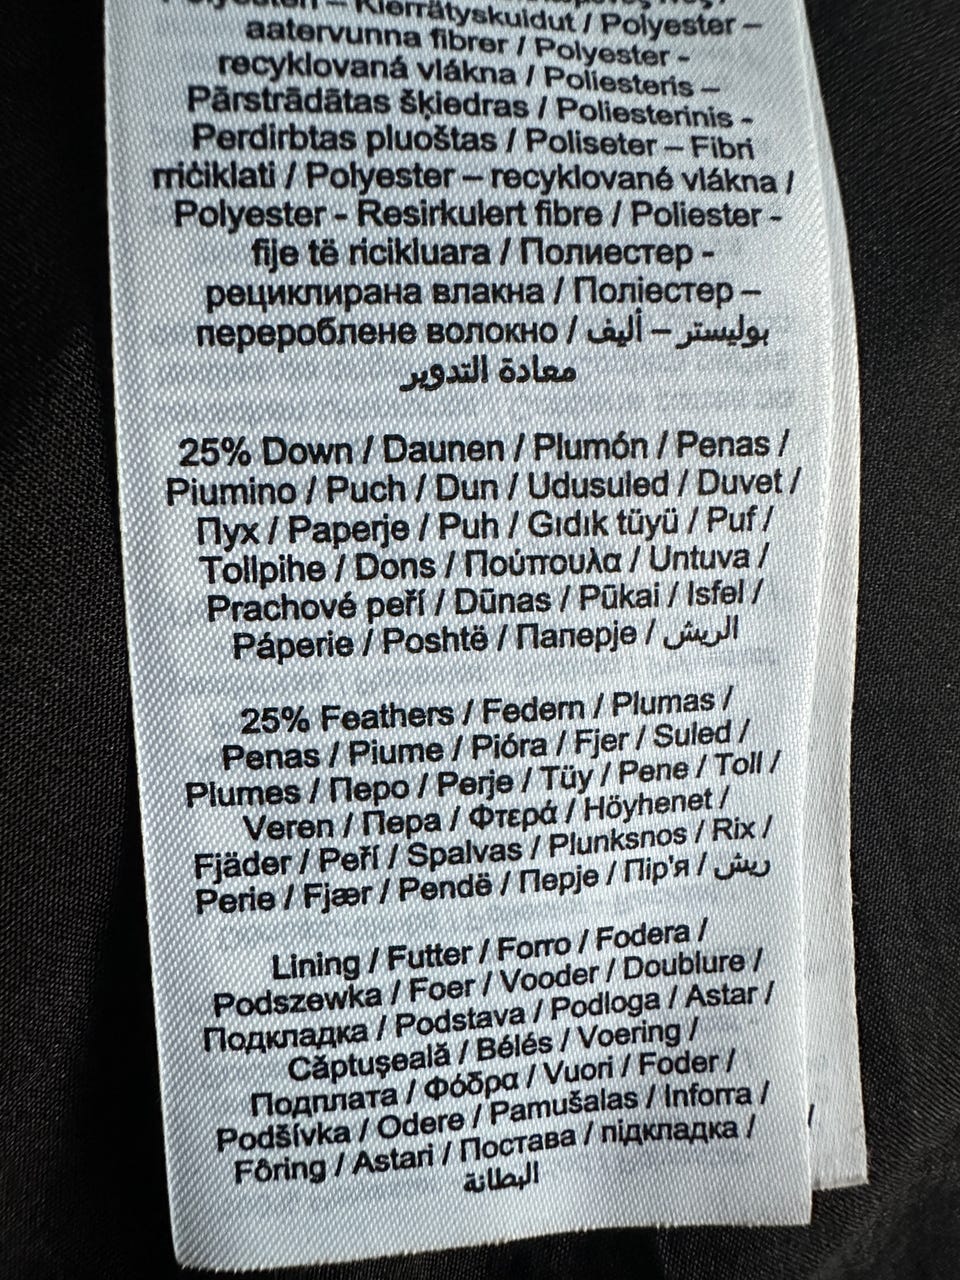 Kierrätyskuidut / Polyester –
aatervunna fibrer / Polyester -
recyklovaná vlákna / Poliesteris –
Pārstrādātas šķiedras / Poliesterinis -
Perdirbtas pluoštas / Poliseter – Fibri
rriċiklati / Polyester – recyklované vlákna /
Polyester - Resirkulert fibre / Poliester -
fije të ricikluara / Полиестер -
рециклирана влакна / Поліестер –
перероблене волокно / بوليستر – أليف
معادة التدوير
25% Down / Daunen / Plumón / Penas /
Piumino / Puch / Dun / Udusuled / Duvet /
Пух / Paperje / Puh / Gıdık tüyü / Puf /
Tollpihe / Dons / Πούπουλα / Untuva /
Prachové peří / Dūnas / Pūkai / Isfel /
Páperie / Poshtë / Паперје / الريش
25% Feathers / Federn / Plumas /
Penas / Piume / Pióra / Fjer / Suled /
Plumes / Перо / Perje / Tüy / Pene / Toll /
Veren / Пера / Φτερά / Höyhenet /
Fjäder / Peří / Spalvas / Plunksnos / Rix /
Perie / Fjær / Pendë / Перје / Пір'я / ريش
Lining / Futter / Forro / Fodera /
Podszewka / Foer / Vooder / Doublure /
Подкладка / Podstava / Podloga / Astar /
Căptuşeală / Bélés / Voering /
Подплата / Φόδρα / Vuori / Foder /
Podšívka / Odere / Pamušalas / Inforra /
Fôring / Astari / Постава / підкладка /
البطانة